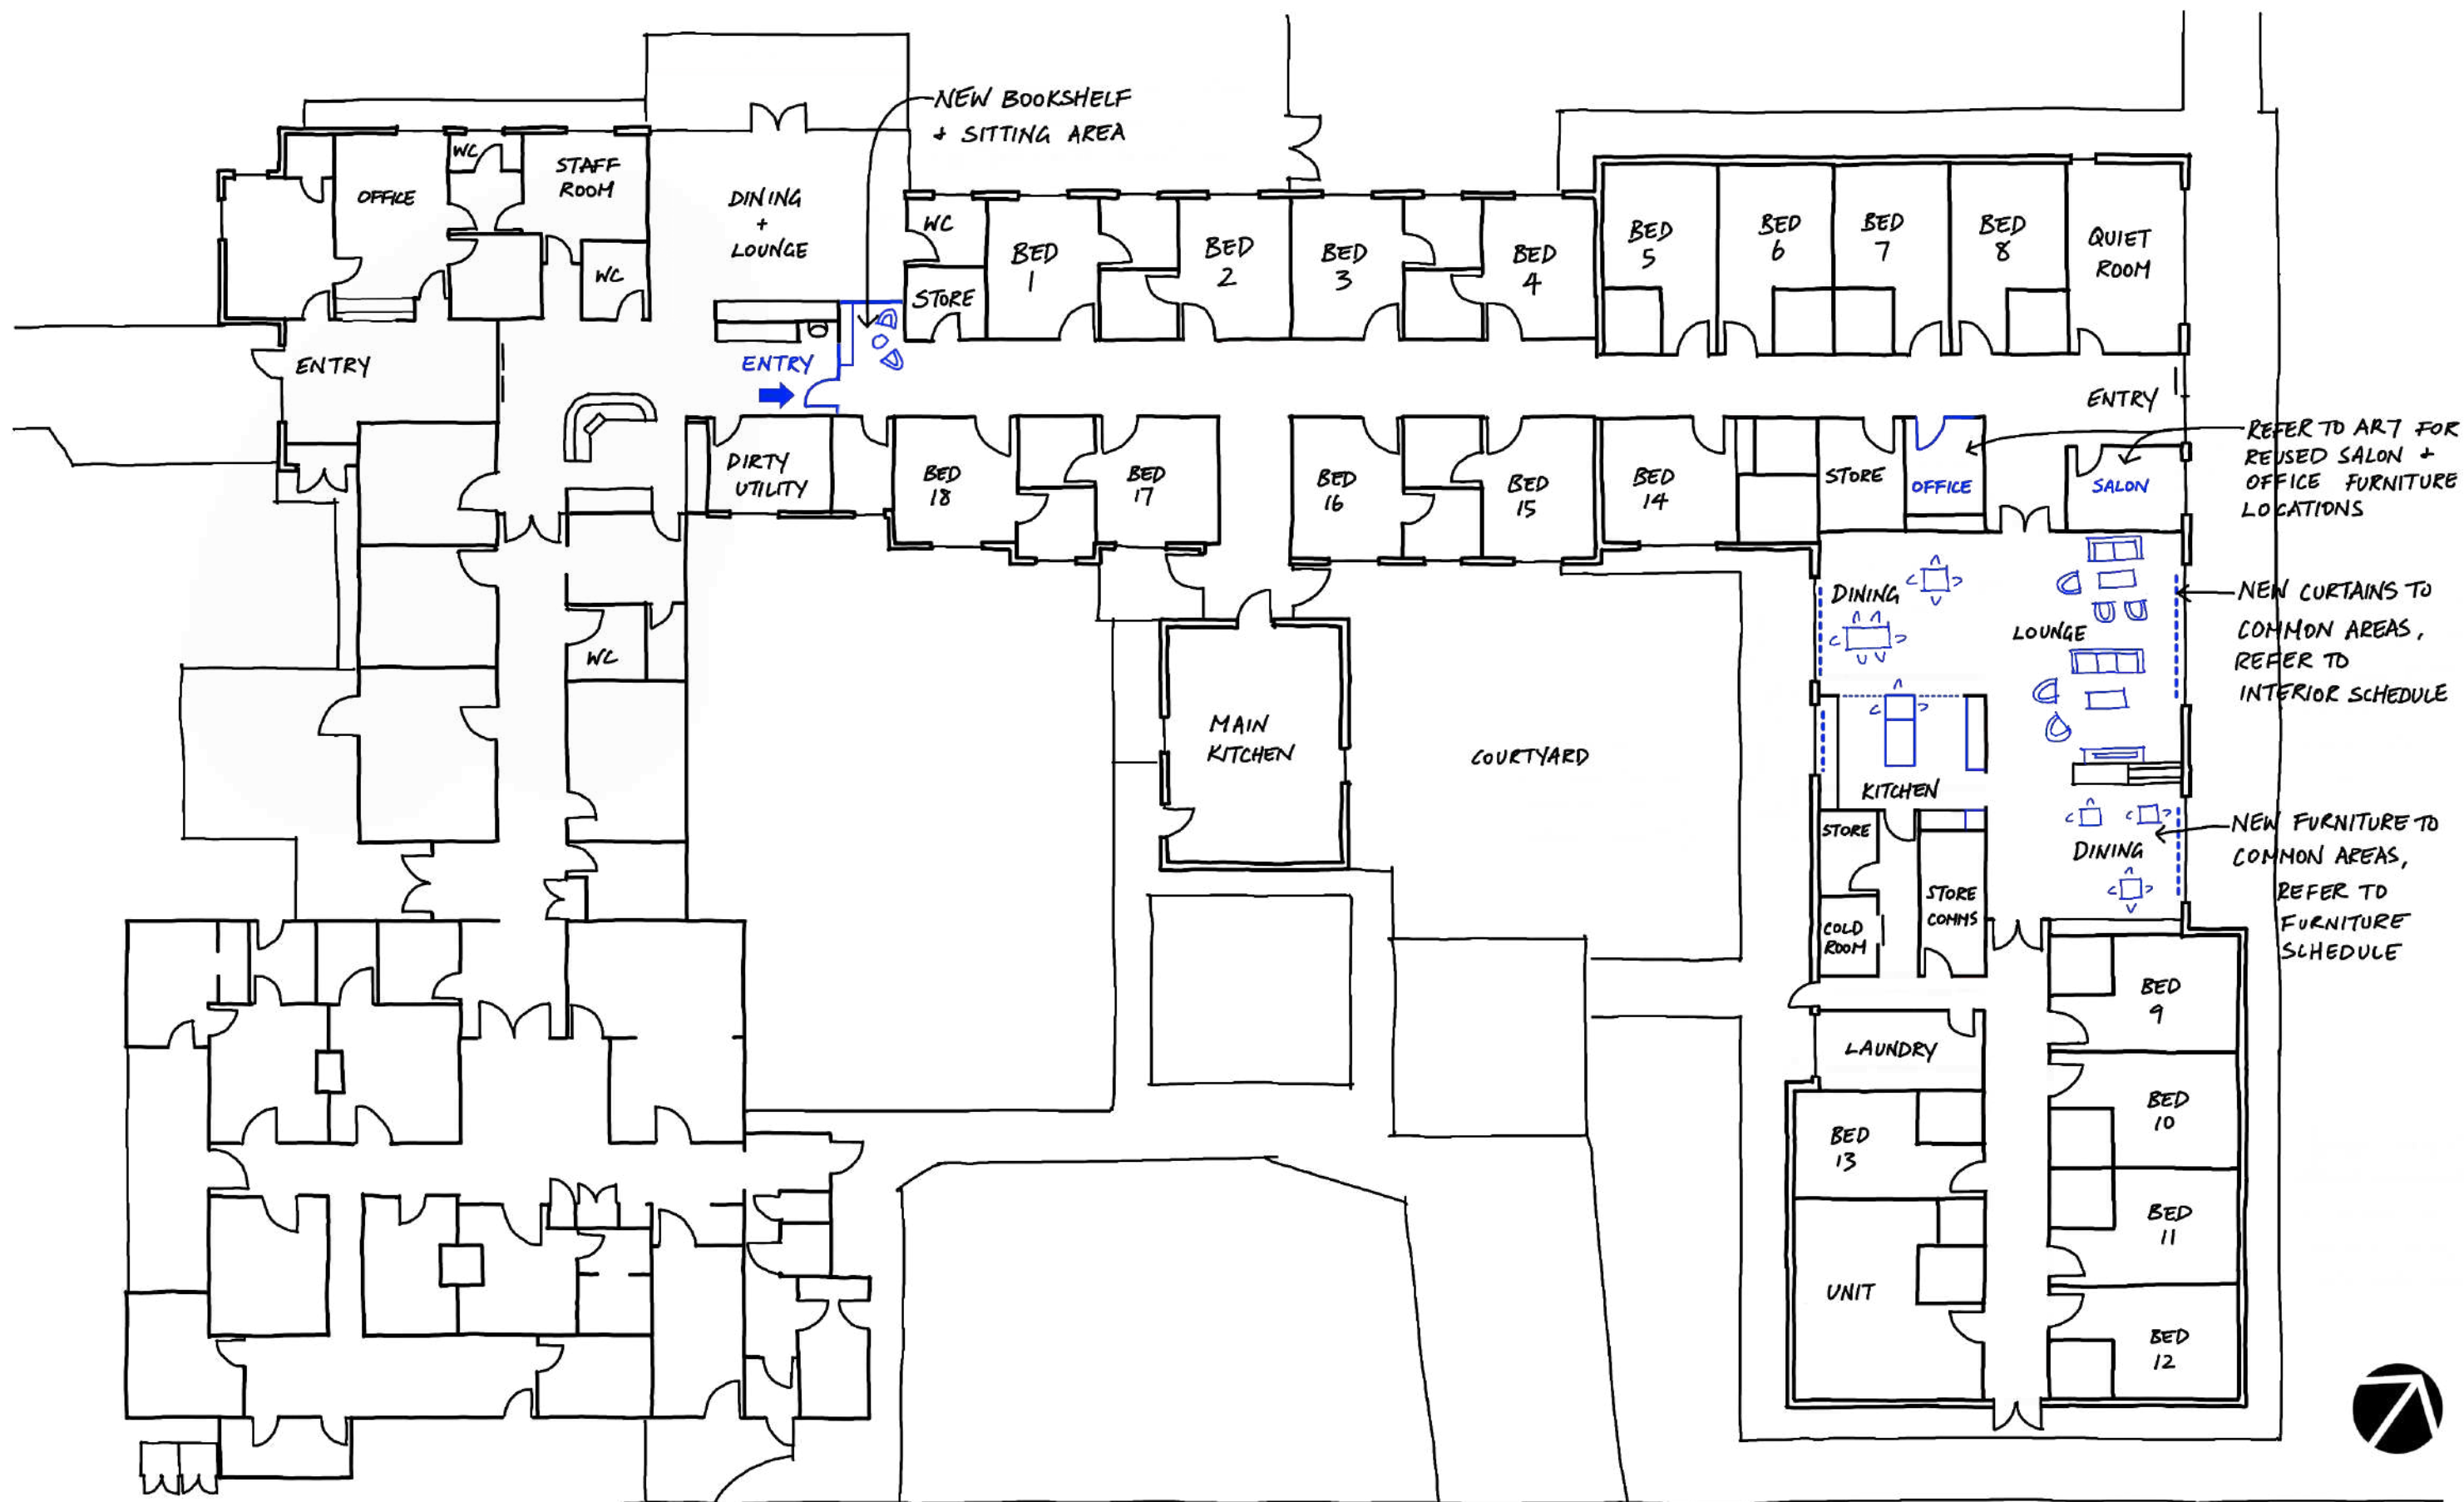 NEW BOOKSHELF
+ SITTING AREA
WC
STAFF
ROOM
OFFICE
WC
DINING
+
LOUNGE
WC
STORE
BED
1
BED
2
BED
3
BED
4
BED
5
BED
6
BED
7
BED
8
QUIET
ROOM
ENTRY
ENTRY
ENTRY
DIRTY
UTILITY
BED
18
BED
17
BED
16
BED
15
BED
14
STORE
OFFICE
SALON
REFER TO AR7 FOR
REUSED SALON +
OFFICE FURNITURE
LOCATIONS
DINING
LOUNGE
NEW CURTAINS TO
COMMON AREAS,
REFER TO
INTERIOR SCHEDULE
WC
MAIN
KITCHEN
COURTYARD
KITCHEN
STORE
COLD
ROOM
STORE
COMMS
DINING
NEW FURNITURE TO
COMMON AREAS,
REFER TO
FURNITURE
SCHEDULE
BED
9
LAUNDRY
BED
10
BED
13
BED
11
UNIT
BED
12